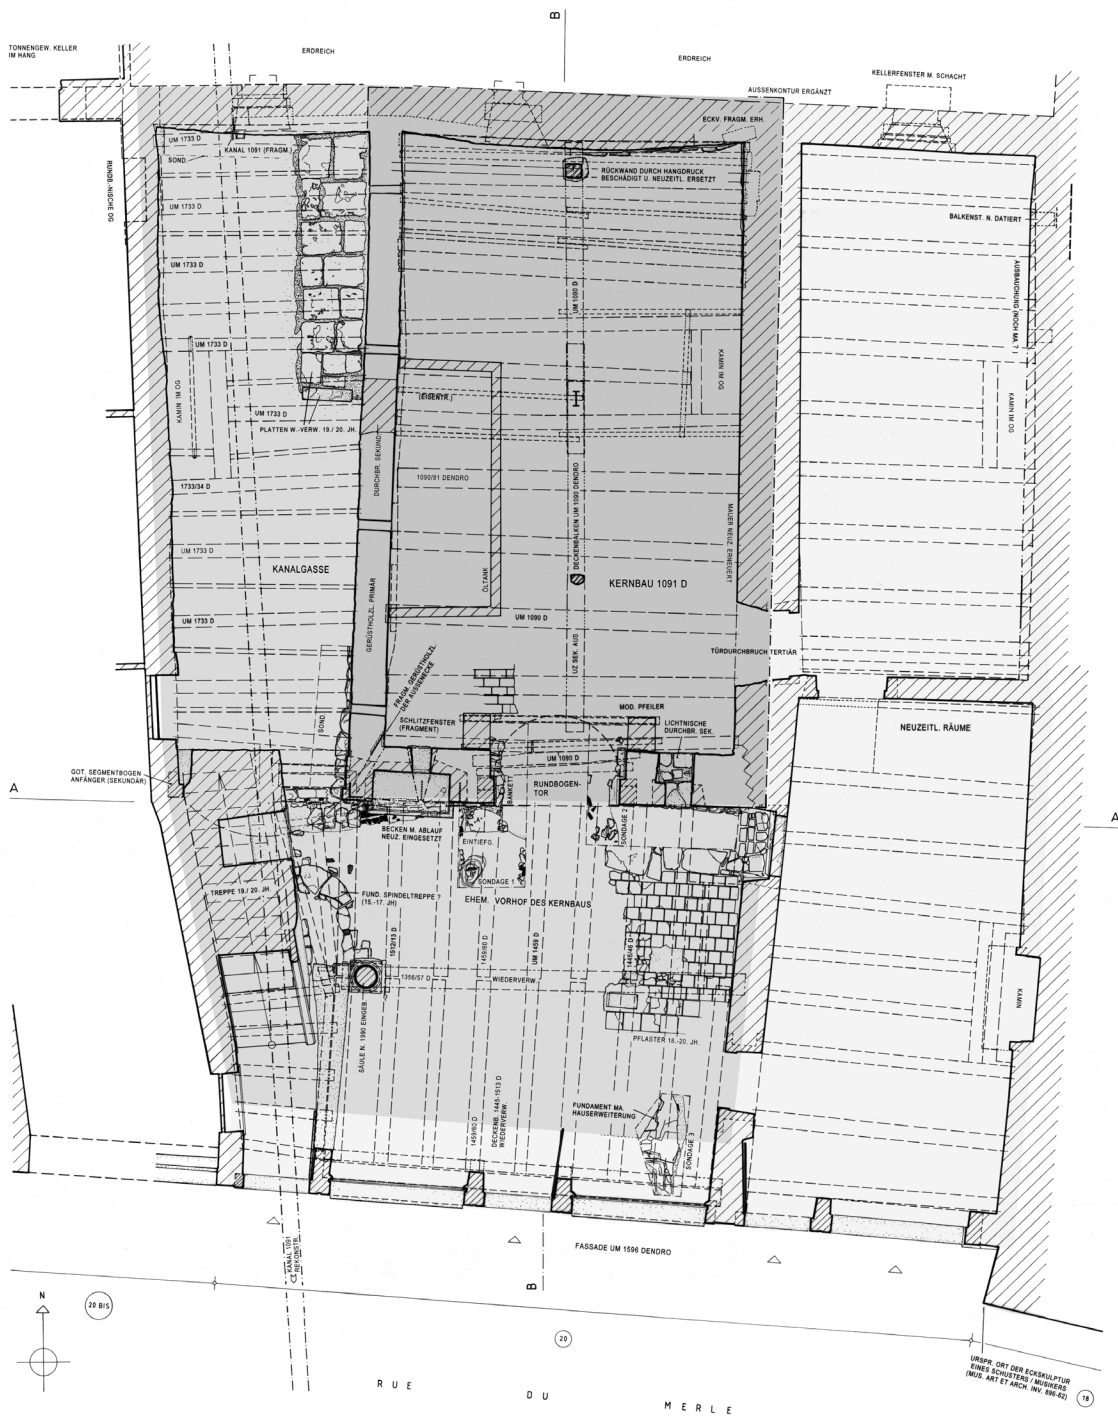 B
TONNENGEW. KELLER
IM HANG
ERDREICH
ERDREICH
KELLERFENSTER M. SCHACHT
AUSSENKONTUR ERGÄNZT
ECKV. FRAGM. ERH.
UM 1733 D
SOND.
KANAL 1091 (FRAGM.)
RUNDB.-NISCHE OG
RÜCKWAND DURCH HANGDRUCK
BESCHÄDIGT U. NEUZEITL. ERSETZT
UM 1733 D
BALKENST. N. DATIERT
UM 1733 D
UM 1090 D
AUSBAUCHUNG (NOCH MA.?)
UM 1733 D
KAMIN IM OG
KAMIN IM OG
KAMIN IM OG
(EISENTR.)
UM 1733 D
PLATTEN W.-VERW. 19./ 20. JH.
DURCHBR. SEKUND.
1090/91 DENDRO
DECKENBALKEN UM 1090 DENDRO
1733/34 D
MAUER NEUZ. ERNEUERT
UM 1733 D
KANALGASSE
ÖLTANK
KERNBAU 1091 D
GERÜSTHOLZL. PRIMÄR
UM 1733 D
UM 1090 D
UZ SEK. AUS
TÜRDURCHBRUCH TERTIÄR
FRAGM. GERÜSTHOLZL.
DER AUSSENECKE
SOND.
SCHLITZFENSTER
(FRAGMENT)
MOD. PFEILER
LICHTNISCHE
DURCHBR. SEK.
NEUZEITL. RÄUME
UM 1090 D
GOT. SEGMENTBOGEN
ANFÄNGER (SEKUNDÄR)
A
BANKETT
RUNDBOGEN-
TOR
A
BECKEN M. ABLAUF
NEUZ. EINGESETZT
EINTIEFG.
SONDAGE 2
SONDAGE 1
TREPPE 19./ 20. JH.
FUND. SPINDELTREPPE ?
(15.-17. JH)
EHEM. VORHOF DES KERNBAUS
1512/13 D
1459/60 D
UM 1459 D
1445/46 D
1356/57 D
WIEDERVERW.
KAMIN
SÄULE N. 1990 EINGEB.
PFLASTER 18.-20. JH.
1459/60 D
DECKENB. 1445-1513 D
WIEDERVERW.
FUNDAMENT MA.
HAUSERWEITERUNG
SONDAGE 3
KANAL 1091
REKONSTR.
FASSADE UM 1596 DENDRO
B
N
20 BIS
20
URSPR. ORT DER ECKSKULPTUR
EINES SCHUSTERS / MUSIKERS
(MUS. ART ET ARCH. INV. 896-62)
18
RUE DU MERLE